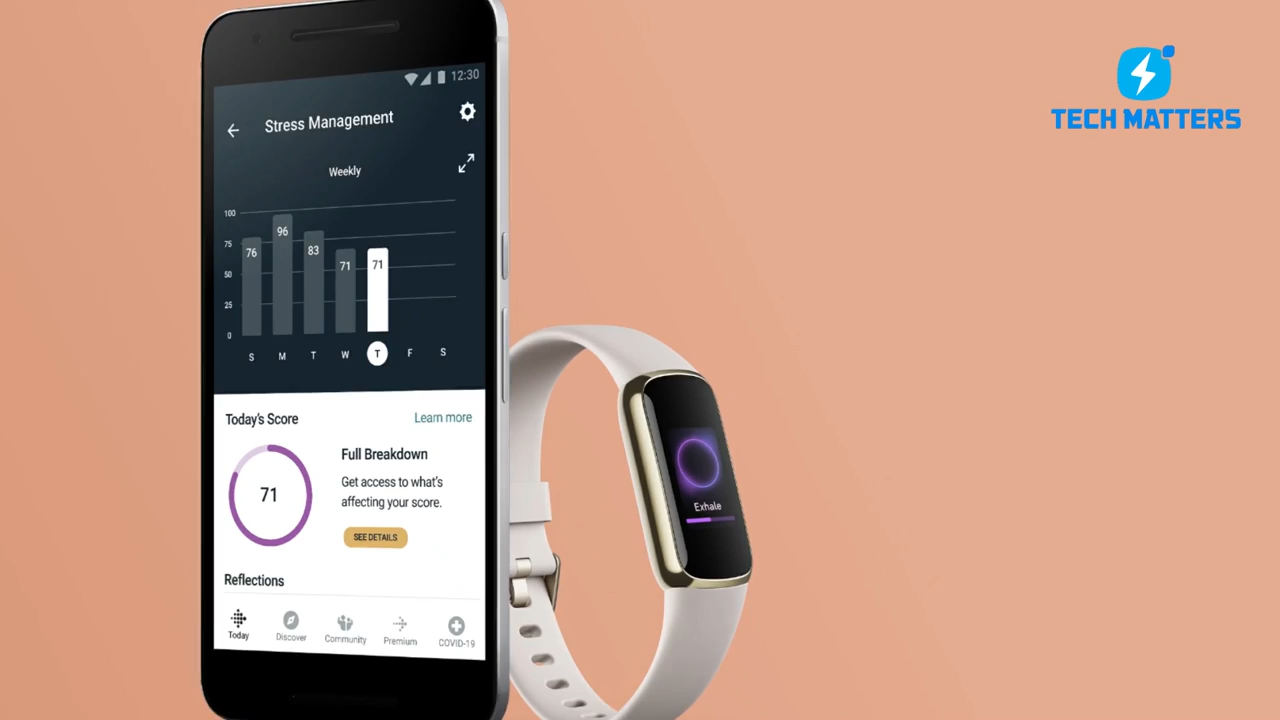 12:30
Stress Management
Weekly
100
75
50
25
0
76
96
83
71
71
S M T W T F S
Today's Score
Learn more
71
Full Breakdown
Get access to what's
affecting your score.
SEE DETAILS
Reflections
Today
Discover
Community
Premium
COVID-19
Exhale
TECH MATTERS